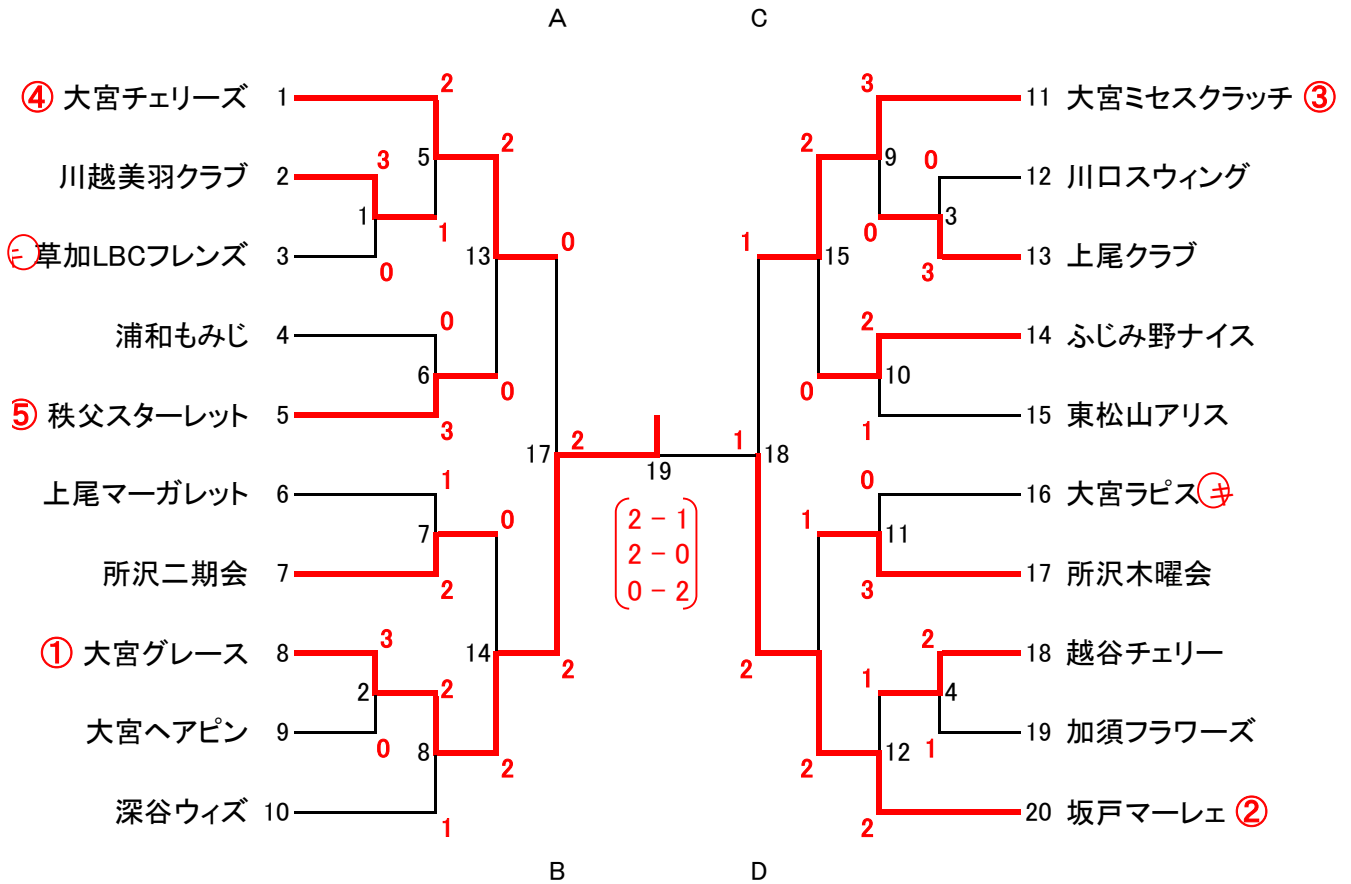 A C
④ 大宮チェリーズ 1 2 3 11 大宮ミセスクラッチ ③
川越美羽クラブ 2 3 5 2 2 9 0 12 川口スウィング
1 3
㋖草加LBCフレンズ 3 0 1 13 0 1 15 0 3 13 上尾クラブ
浦和もみじ 4 0 2 14 ふじみ野ナイス
6 0 0 10
⑤ 秩父スターレット 5 3 1 15 東松山アリス
17 2 19 1 18
上尾マーガレット 6 1 0 16 大宮ラピス㋖
7 0 2 - 1 1 11
2 - 0
所沢二期会 7 2 0 - 2 3 17 所沢木曜会
① 大宮グレース 8 3 14 2 2 2 18 越谷チェリー
2 2 1 4
大宮ヘアピン 9 0 8 2 2 12 1 19 加須フラワーズ
深谷ウィズ 10 1 2 20 坂戸マーレェ ②
B D